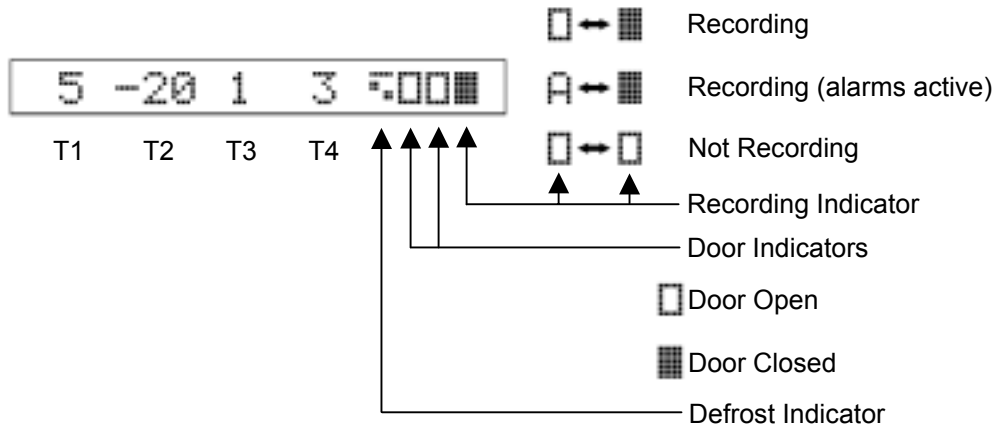 Recording
5 -20 1 3
Recording (alarms active)
A
T1 T2 T3 T4
Not Recording
Recording Indicator
Door Indicators
Door Open
Door Closed
Defrost Indicator